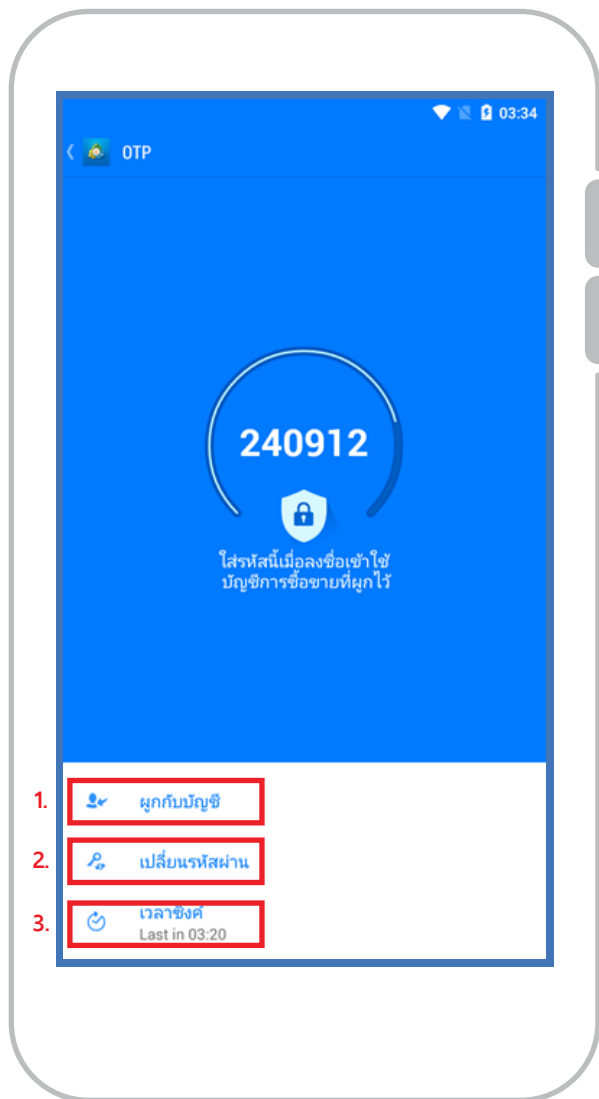 03:34
OTP
240912
ใส่รหัสนี้เมื่อลงชื่อเข้าใช้
บัญชีการซื้อขายที่ผูกไว้
1. ผูกกับบัญชี
2. เปลี่ยนรหัสผ่าน
3. เวลาซิงค์
Last in 03:20